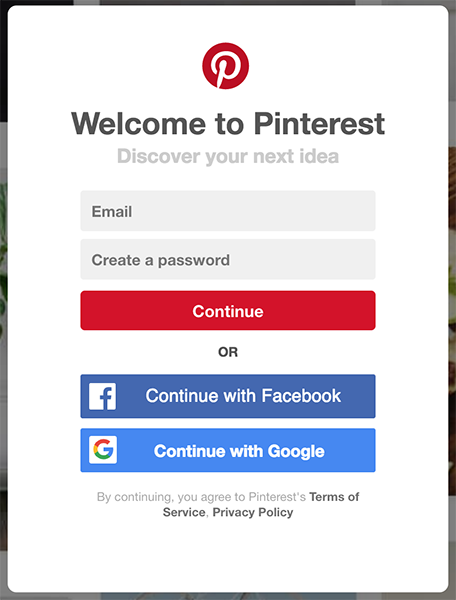 Welcome to Pinterest
Discover your next idea
Email
Create a password
Continue
OR
Continue with Facebook
Continue with Google
By continuing, you agree to Pinterest's Terms of
Service, Privacy Policy